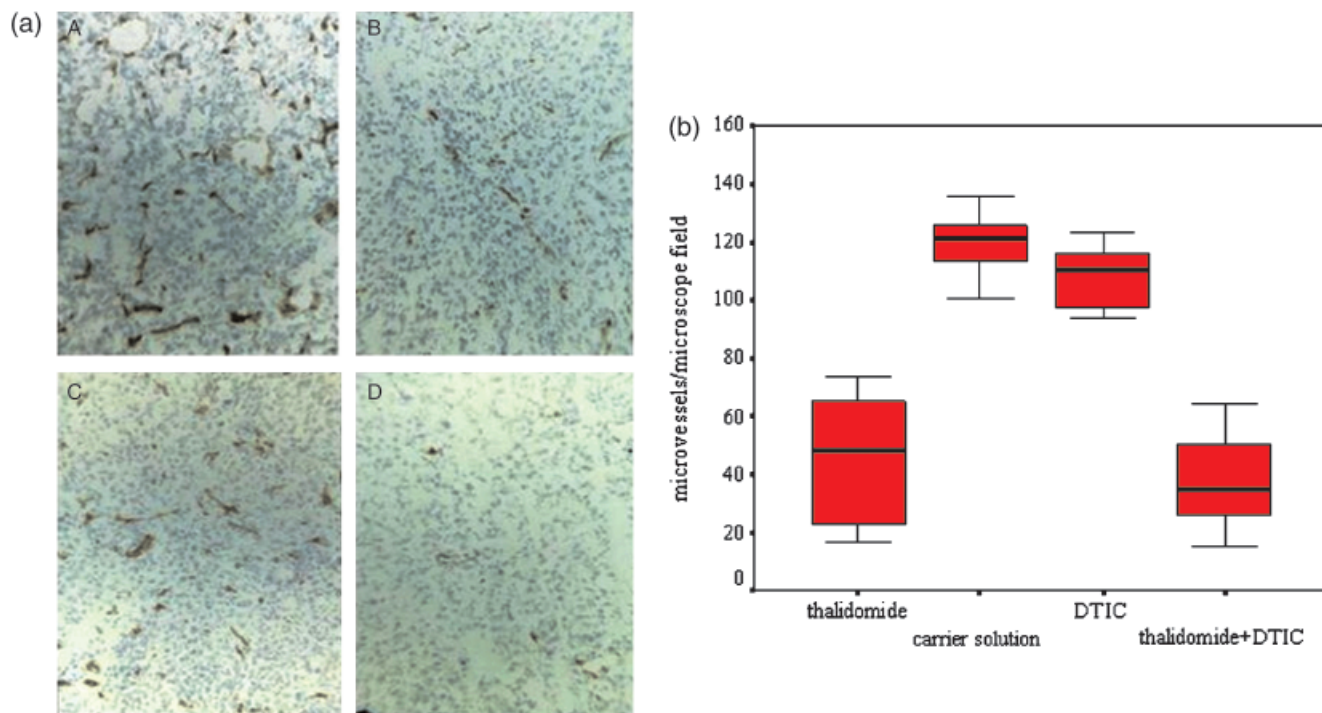 (a)
A
B
C
D
(b)
microvessels/microscope field
160
140
120
100
80
60
40
20
0
thalidomide
carrier solution
DTIC
thalidomide+DTIC